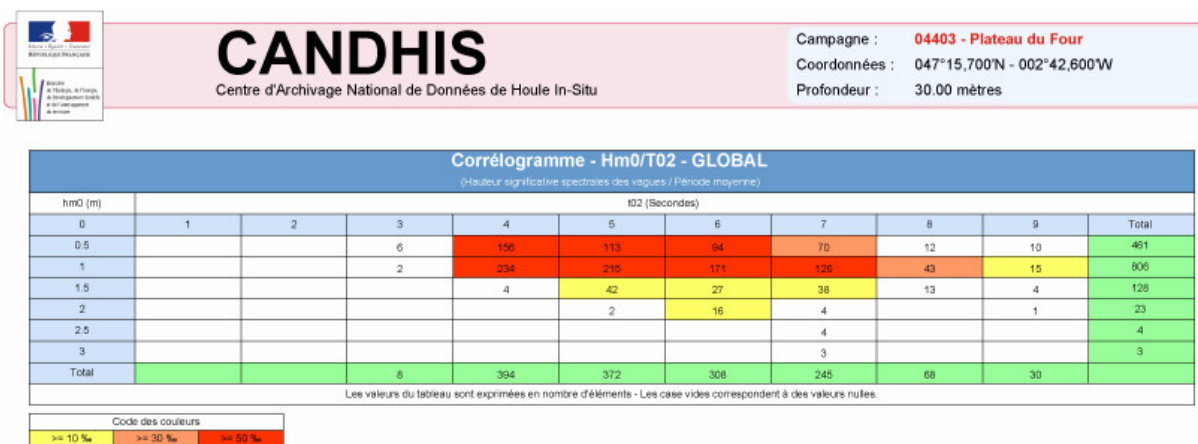 Liberté • Égalité • Fraternité
RÉPUBLIQUE FRANÇAISE
CANDHIS
Centre d'Archivage National de Données de Houle In-Situ
Campagne : 04403 - Plateau du Four
Coordonnées : 047°15,700'N - 002°42,600'W
Profondeur : 30.00 mètres
Corrélogramme - Hm0/T02 - GLOBAL
(Hauteur significative spectrales des vagues / Période moyenne)
hm0 (m) t02 (Secondes)
0 1 2 3 4 5 6 7 8 9 Total
0.5 6 156 113 94 70 12 10 461
1 2 234 215 171 126 43 15 806
1.5 4 42 27 38 13 4 128
2 2 16 4 1 23
2.5 4 4
3 3 3
Total 8 394 372 308 245 68 30
Les valeurs du tableau sont exprimées en nombre d'éléments - Les case vides correspondent à des valeurs nulles.
Code des couleurs
>= 10 ‰ >= 30 ‰ >= 50 ‰